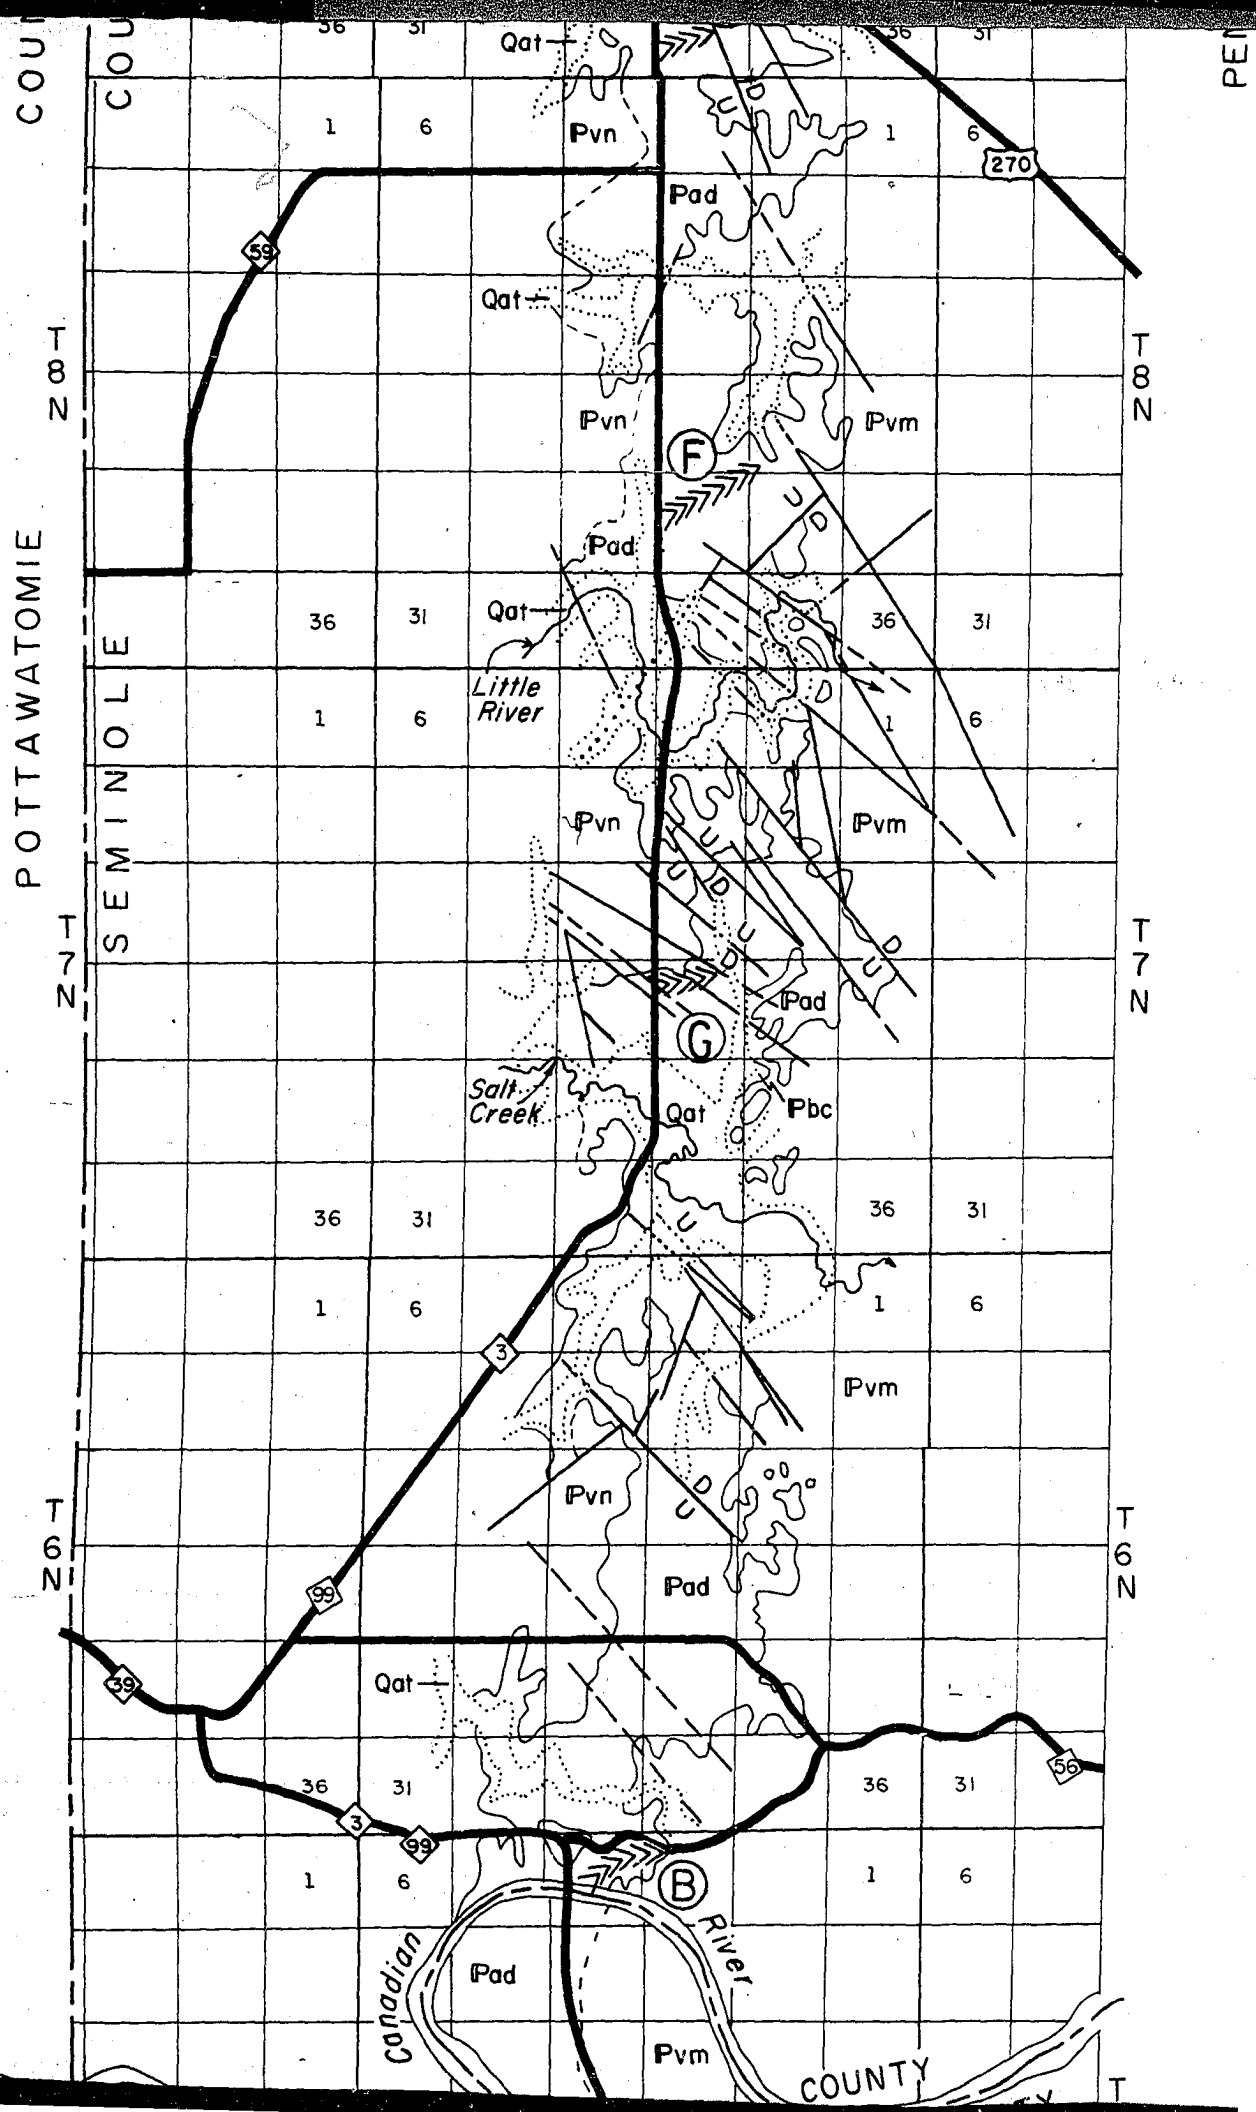 COU
COU
36 31
Qat
36 31
PEN
U D
1 6
Pvn
1 6
270
Pad
59
Qat
T
8
N
T
8
N
Pvn
Pvm
F
U D
POTTAWATOMIE
SEMINOLE
Pad
36 31
Qat
36 31
Little
River
1 6
1 6
Pvn
Pvm
U
U D
T
7
N
T
7
N
U
D
D
U
Pad
G
Salt
Creek
Qat
Pbc
36 31
36 31
U
1 6
1 6
3
Pvm
T
6
N
T
6
N
Pvn
D
U
Pad
99
39
Qat
36 31
36 31
56
3
99
1 6
B
1 6
Canadian
River
Pad
Pvm
COUNTY
T